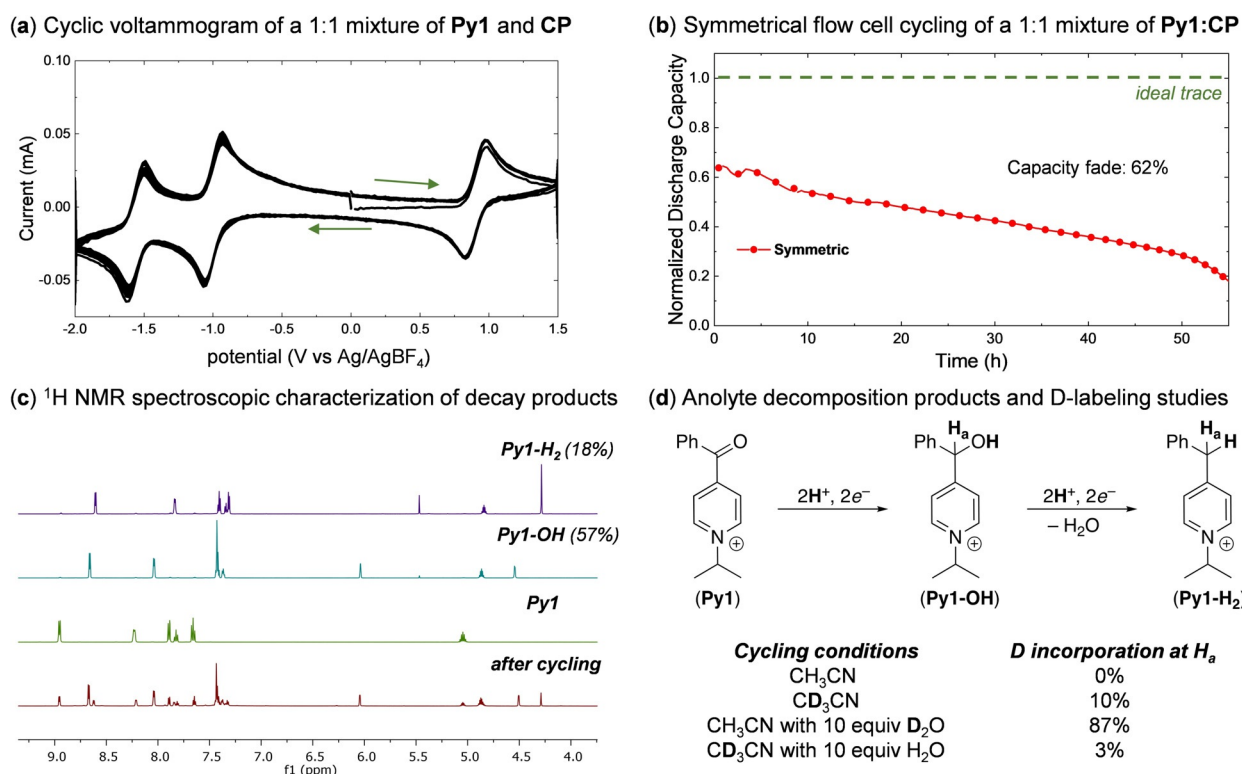 (a) Cyclic voltammogram of a 1:1 mixture of Py1 and CP
0.10
0.05
0.00
-0.05
Current (mA)
-2.0 -1.5 -1.0 -0.5 0.0 0.5 1.0 1.5
potential (V vs Ag/AgBF4)
(b) Symmetrical flow cell cycling of a 1:1 mixture of Py1:CP
Normalized Discharge Capacity
1.0
0.8
0.6
0.4
0.2
0.0
ideal trace
Capacity fade: 62%
Symmetric
0 10 20 30 40 50
Time (h)
(c) ¹H NMR spectroscopic characterization of decay products
Py1-H2 (18%)
Py1-OH (57%)
Py1
after cycling
9.0 8.5 8.0 7.5 7.0 6.5 6.0 5.5 5.0 4.5 4.0
f1 (ppm)
(d) Anolyte decomposition products and D-labeling studies
Ph O
N
⊕
(Py1)
2H⁺, 2e⁻
Ha
Ph OH
N
⊕
(Py1-OH)
2H⁺, 2e⁻
– H2O
Ha
Ph H
N
⊕
(Py1-H2)
Cycling conditions D incorporation at Ha
CH3CN 0%
CD3CN 10%
CH3CN with 10 equiv D2O 87%
CD3CN with 10 equiv H2O 3%